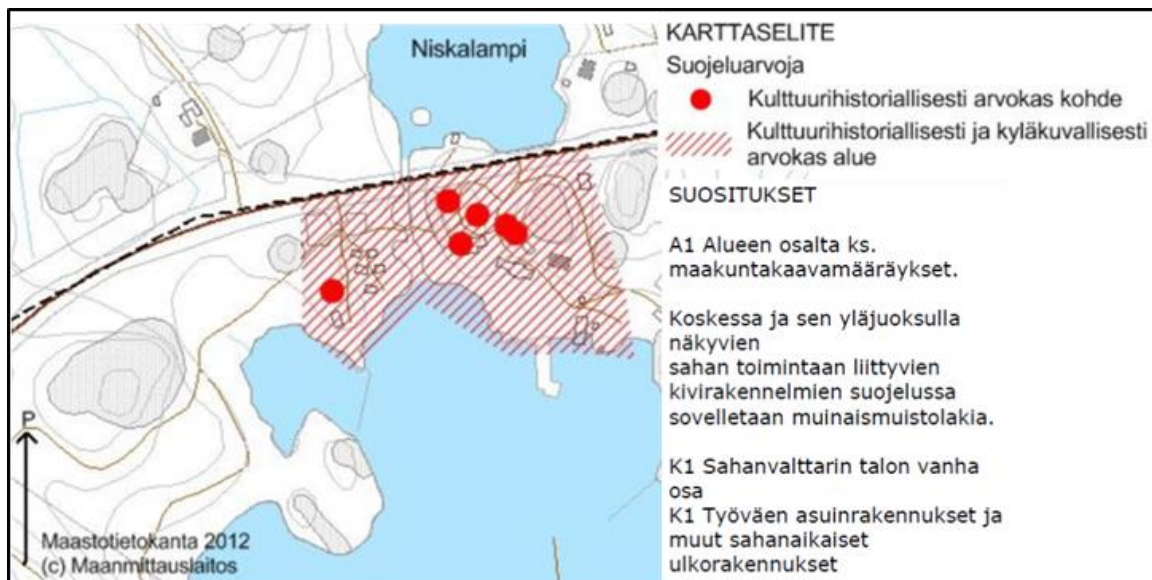 Niskalampi
P
Maastotietokanta 2012
(c) Maanmittauslaitos
KARTTASELITE
Suojeluarvoja
Kulttuurihistoriallisesti arvokas kohde
Kulttuurihistoriallisesti ja kyläkuvallisesti
arvokas alue
SUOSITUKSET
A1 Alueen osalta ks.
maakuntakaavamääräykset.
Koskessa ja sen yläjuoksulla
näkyvien
sahan toimintaan liittyvien
kivirakennelmien suojelussa
sovelletaan muinaismuistolakia.
K1 Sahanvalttarin talon vanha
osa
K1 Työväen asuinrakennukset ja
muut sahanaikaiset
ulkorakennukset